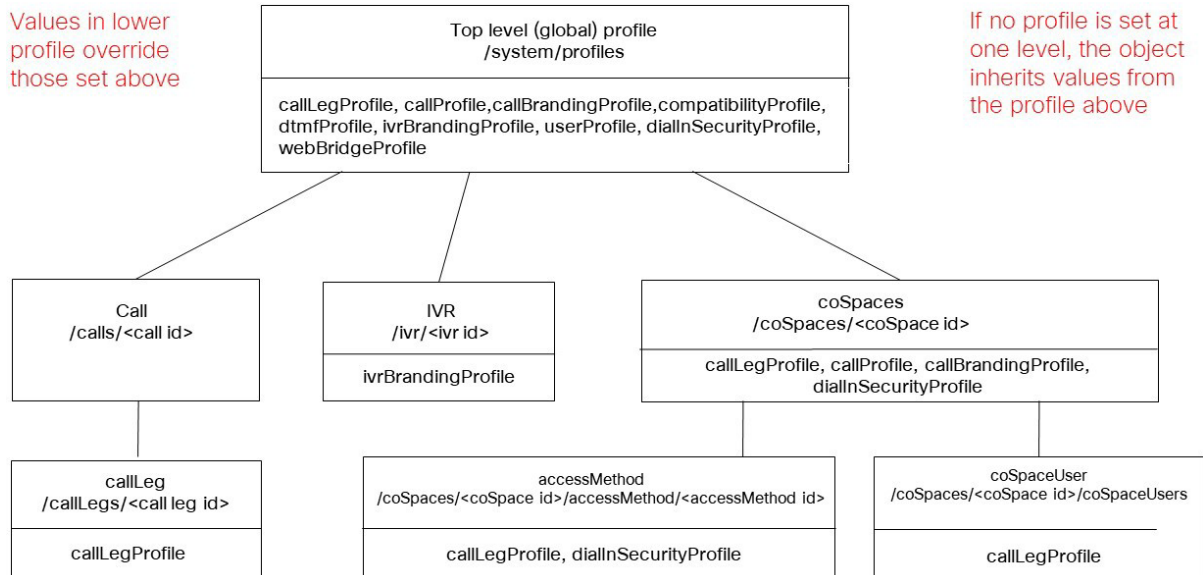 Values in lower
profile override
those set above
Top level (global) profile
/system/profiles
If no profile is set at
one level, the object
inherits values from
the profile above
callLegProfile, callProfile,callBrandingProfile,compatibilityProfile,
dtmfProfile, ivrBrandingProfile, userProfile, dialInSecurityProfile,
webBridgeProfile
Call
/calls/<call id>
IVR
/ivr/<ivr id>
ivrBrandingProfile
coSpaces
/coSpaces/<coSpace id>
callLegProfile, callProfile, callBrandingProfile,
dialInSecurityProfile
callLeg
/callLegs/<call leg id>
callLegProfile
accessMethod
/coSpaces/<coSpace id>/accessMethod/<accessMethod id>
callLegProfile, dialInSecurityProfile
coSpaceUser
/coSpaces/<coSpace id>/coSpaceUsers
callLegProfile